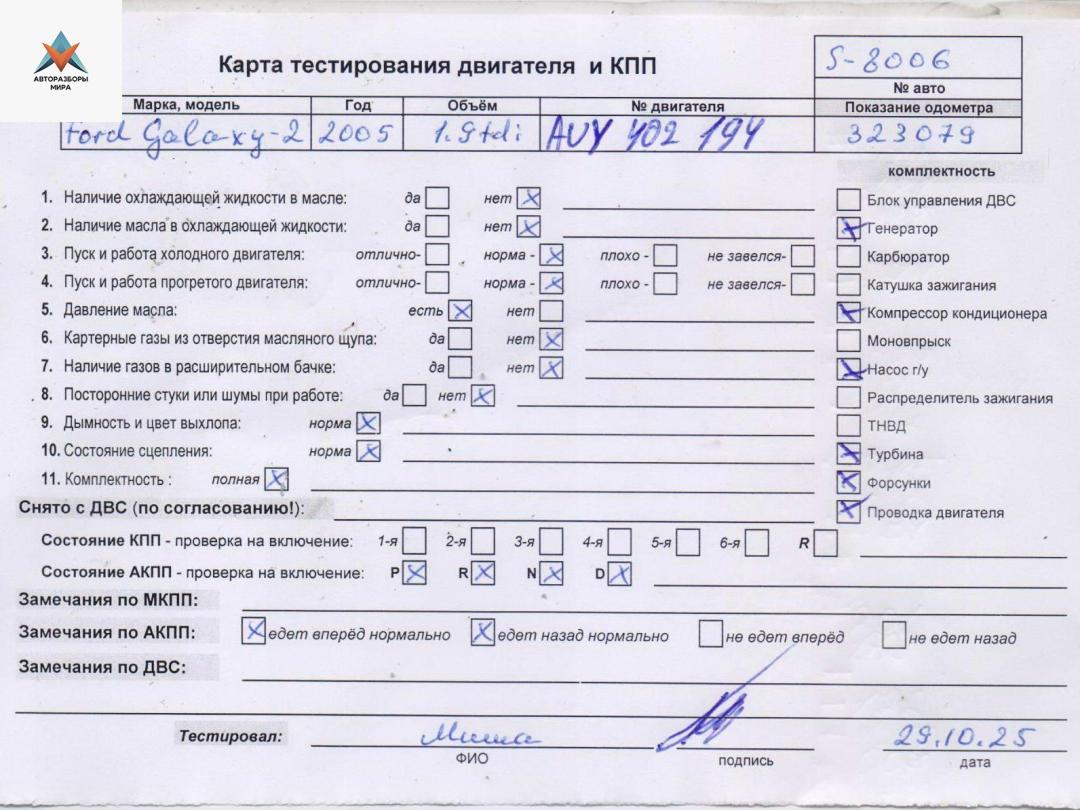 АВТОРАЗБОРЫ
МИРА
Карта тестирования двигателя и КПП
S-8006
№ авто
Марка, модель Год Объём № двигателя Показание одометра
Ford Galaxy-2 2005 1.9tdi AUY 402 194 323079
комплектность
1. Наличие охлаждающей жидкости в масле: да нет X Блок управления ДВС
2. Наличие масла в охлаждающей жидкости: да нет X X Генератор
3. Пуск и работа холодного двигателя: отлично- норма - X плохо - не завелся- Карбюратор
4. Пуск и работа прогретого двигателя: отлично- норма - X плохо - не завелся- Катушка зажигания
5. Давление масла: есть X нет X Компрессор кондиционера
6. Картерные газы из отверстия масляного щупа: да нет X Моновпрыск
7. Наличие газов в расширительном бачке: да нет X X Насос г/у
8. Посторонние стуки или шумы при работе: да нет X Распределитель зажигания
9. Дымность и цвет выхлопа: норма X ТНВД
10. Состояние сцепления: норма X X Турбина
11. Комплектность : полная X X Форсунки
Снято с ДВС (по согласованию!): X Проводка двигателя
Состояние КПП - проверка на включение: 1-я 2-я 3-я 4-я 5-я 6-я R
Состояние АКПП - проверка на включение: P X R X N X D X
Замечания по МКПП:
Замечания по АКПП: X едет вперёд нормально X едет назад нормально не едет вперёд не едет назад
Замечания по ДВС:
Тестировал: Миша 29.10.25
ФИО подпись дата